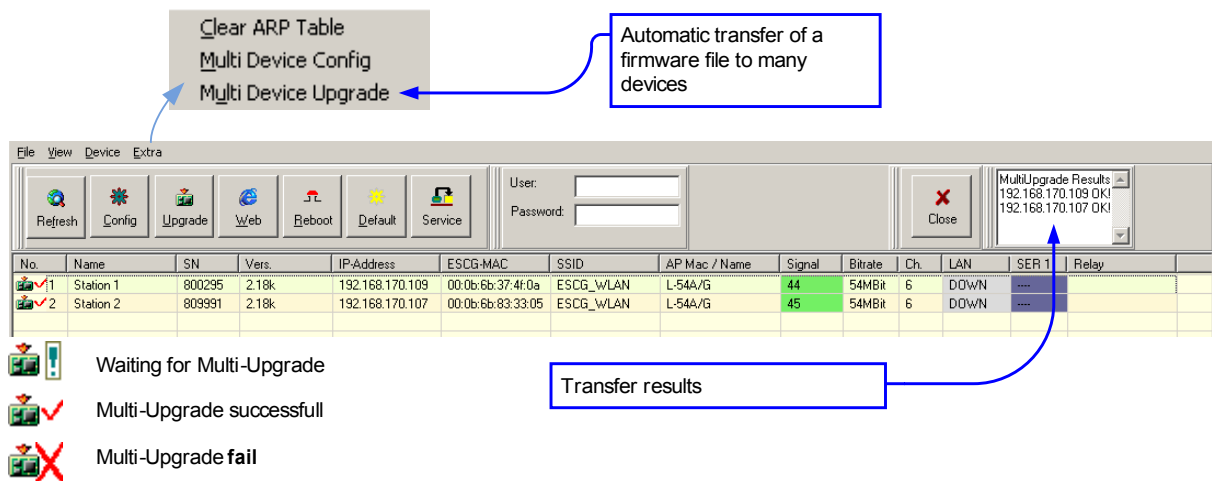 Clear ARP Table
Multi Device Config
Multi Device Upgrade
Automatic transfer of a
firmware file to many
devices
File View Device Extra
Refresh Config Upgrade Web Reboot Default Service
User:
Password:
Close
MultiUpgrade Results
192.168.170.109 OK!
192.168.170.107 OK!
No. Name SN Vers. IP-Address ESCG-MAC SSID AP Mac / Name Signal Bitrate Ch. LAN SER 1 Relay
1 Station 1 800295 2.18k 192.168.170.109 00:0b:6b:37:4f:0a ESCG_WLAN L-54A/G 44 54MBit 6 DOWN ----
2 Station 2 809991 2.18k 192.168.170.107 00:0b:6b:83:33:05 ESCG_WLAN L-54A/G 45 54MBit 6 DOWN ----
Waiting for Multi-Upgrade
Transfer results
Multi-Upgrade successfull
Multi-Upgrade fail